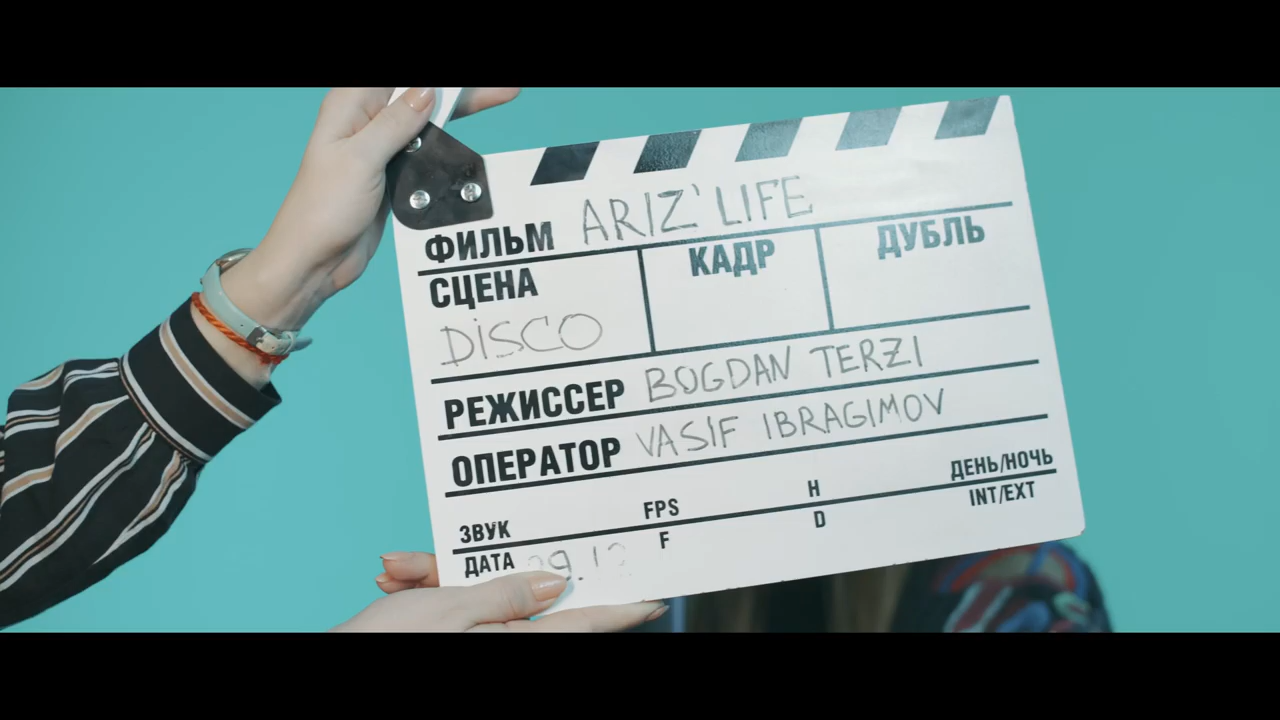 ФИЛЬМ ARIZ' LIFE
СЦЕНА КАДР ДУБЛЬ
DISCO
РЕЖИССЕР BOGDAN TERZI
ОПЕРАТОР VASIF IBRAGIMOV
ЗВУК FPS H ДЕНЬ/НОЧЬ
ДАТА F D INT/EXT